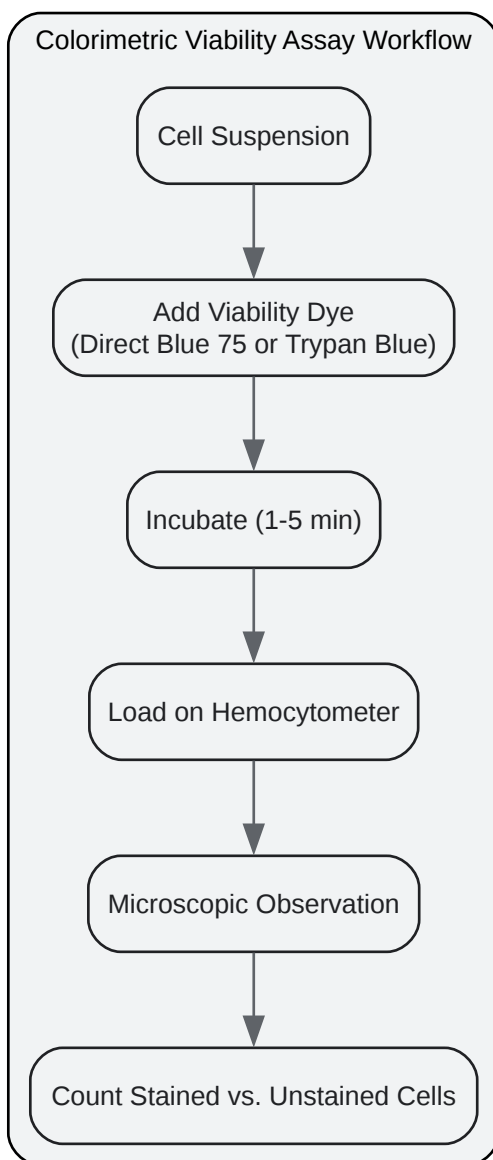 Colorimetric Viability Assay Workflow
Cell Suspension
Add Viability Dye
(Direct Blue 75 or Trypan Blue)
Incubate (1-5 min)
Load on Hemocytometer
Microscopic Observation
Count Stained vs. Unstained Cells